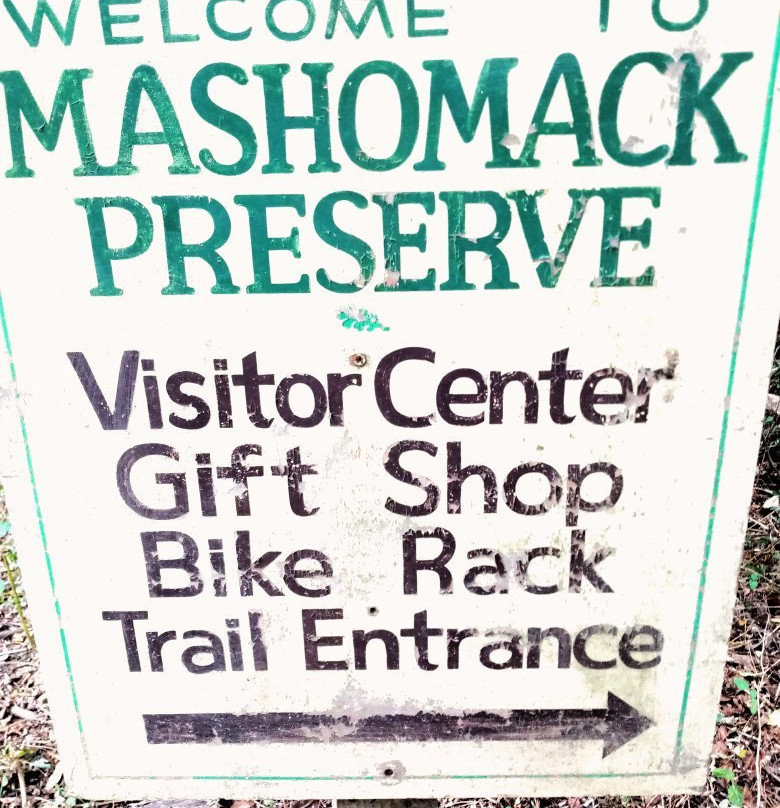 WELCOME TO
MASHOMACK
PRESERVE
Visitor Center
Gift Shop
Bike Rack
Trail Entrance